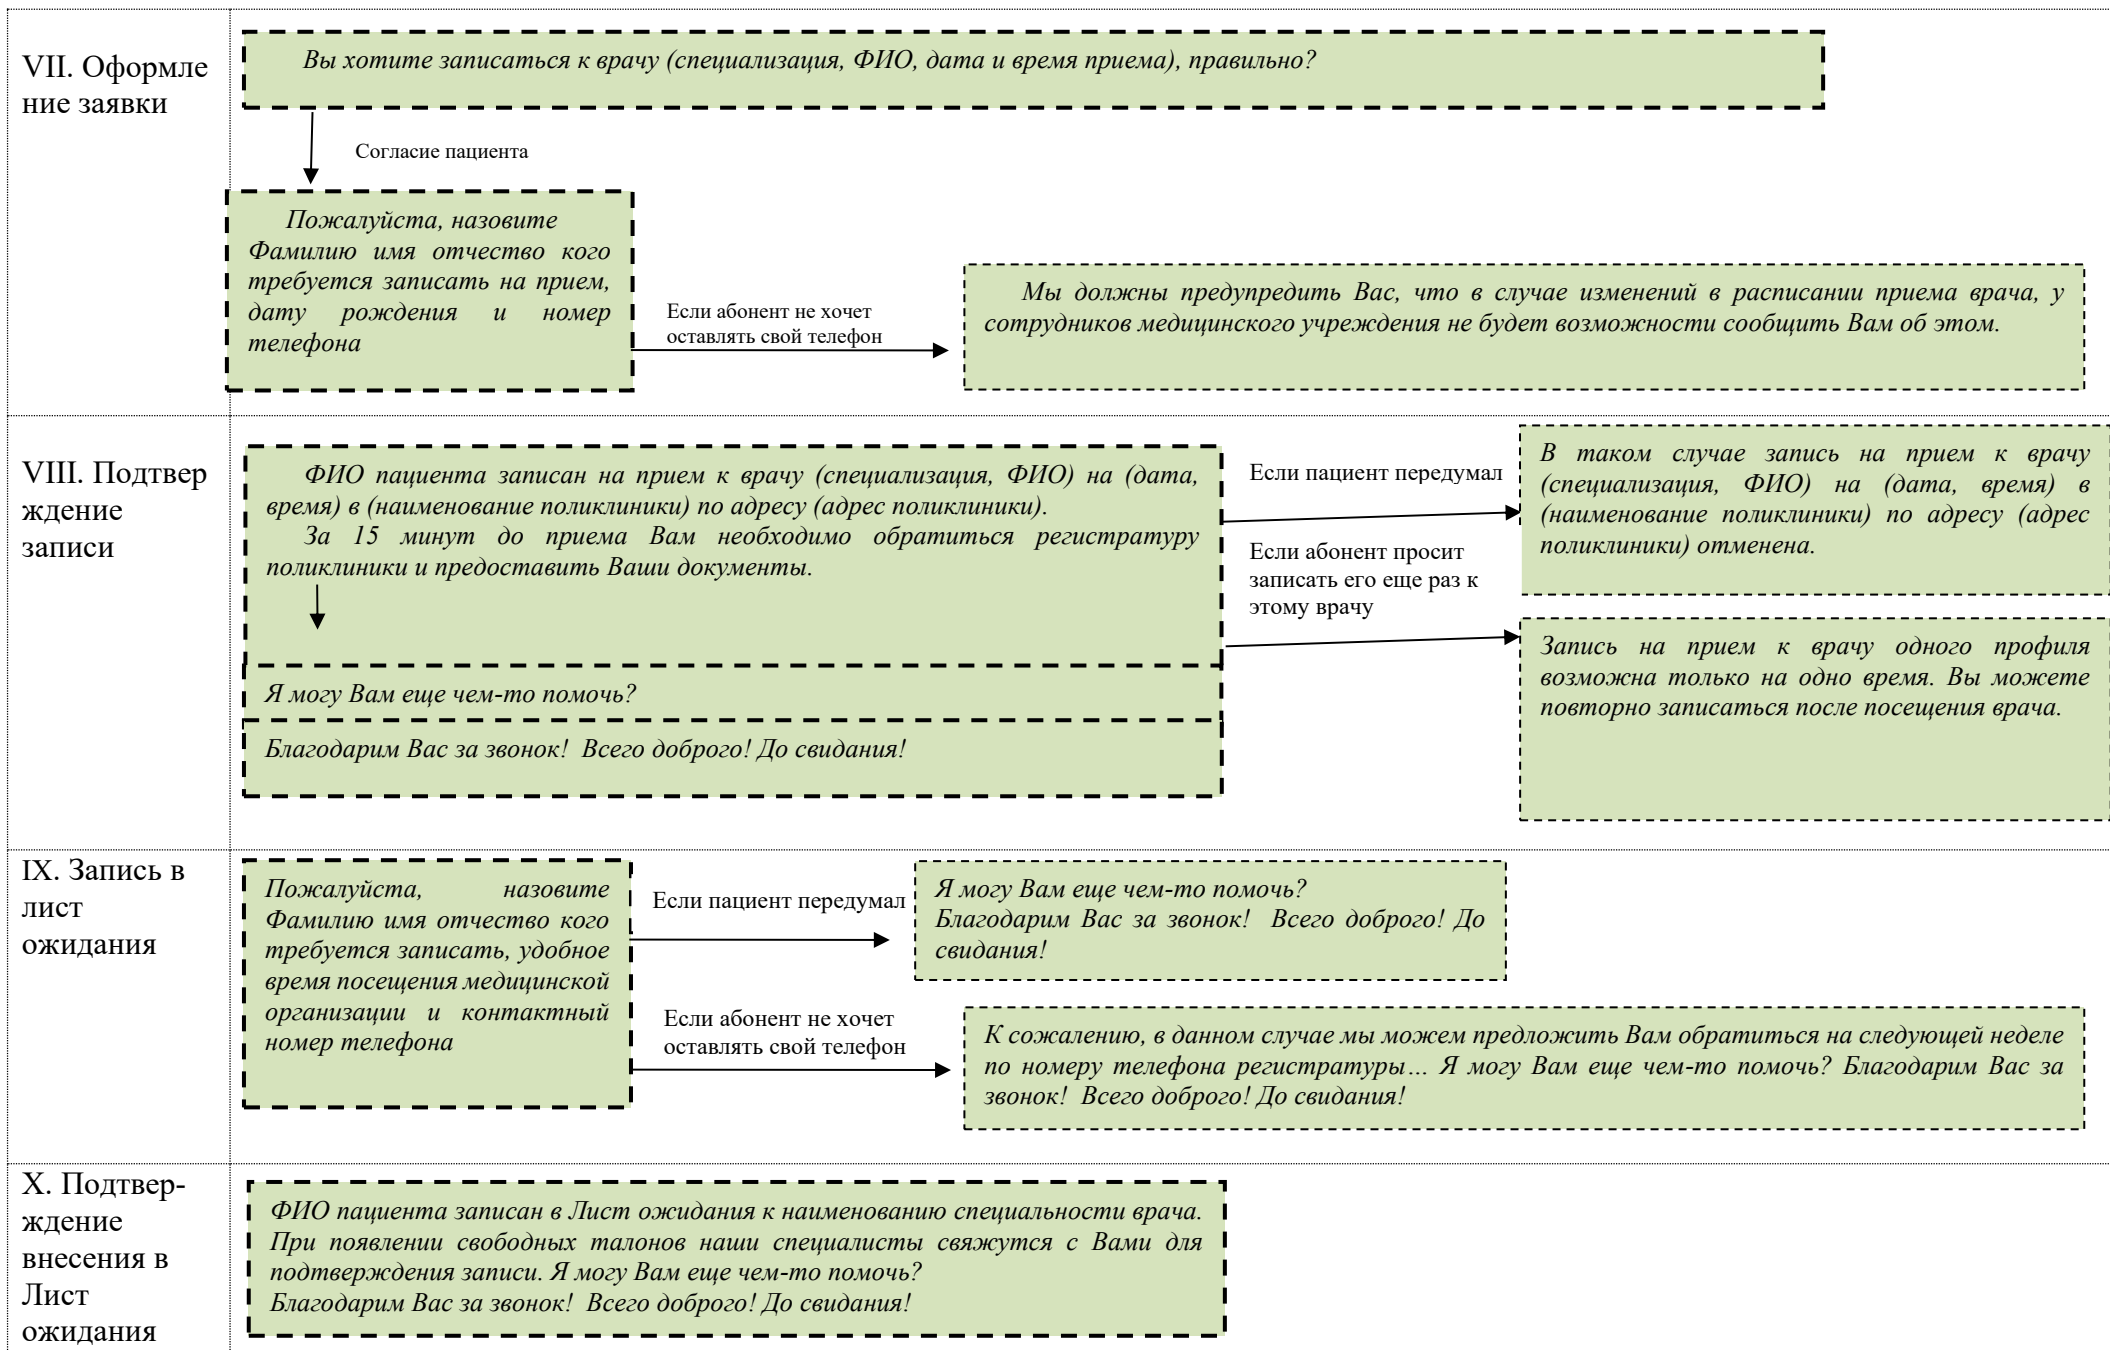 VII. Оформле
ние заявки
Вы хотите записаться к врачу (специализация, ФИО, дата и время приема), правильно?
Согласие пациента
Пожалуйста, назовите
Фамилию имя отчество кого
требуется записать на прием,
дату рождения и номер
телефона
Если абонент не хочет
оставлять свой телефон
Мы должны предупредить Вас, что в случае изменений в расписании приема врача, у
сотрудников медицинского учреждения не будет возможности сообщить Вам об этом.
VIII. Подтвер
ждение
записи
ФИО пациента записан на прием к врачу (специализация, ФИО) на (дата,
время) в (наименование поликлиники) по адресу (адрес поликлиники).
За 15 минут до приема Вам необходимо обратиться регистратуру
поликлиники и предоставить Ваши документы.
Я могу Вам еще чем-то помочь?
Благодарим Вас за звонок! Всего доброго! До свидания!
Если пациент передумал
В таком случае запись на прием к врачу
(специализация, ФИО) на (дата, время) в
(наименование поликлиники) по адресу (адрес
поликлиники) отменена.
Если абонент просит
записать его еще раз к
этому врачу
Запись на прием к врачу одного профиля
возможна только на одно время. Вы можете
повторно записаться после посещения врача.
IX. Запись в
лист
ожидания
Пожалуйста, назовите
Фамилию имя отчество кого
требуется записать, удобное
время посещения медицинской
организации и контактный
номер телефона
Если пациент передумал
Я могу Вам еще чем-то помочь?
Благодарим Вас за звонок! Всего доброго! До
свидания!
Если абонент не хочет
оставлять свой телефон
К сожалению, в данном случае мы можем предложить Вам обратиться на следующей неделе
по номеру телефона регистратуры… Я могу Вам еще чем-то помочь? Благодарим Вас за
звонок! Всего доброго! До свидания!
X. Подтвер-
ждение
внесения в
Лист
ожидания
ФИО пациента записан в Лист ожидания к наименованию специальности врача.
При появлении свободных талонов наши специалисты свяжутся с Вами для
подтверждения записи. Я могу Вам еще чем-то помочь?
Благодарим Вас за звонок! Всего доброго! До свидания!